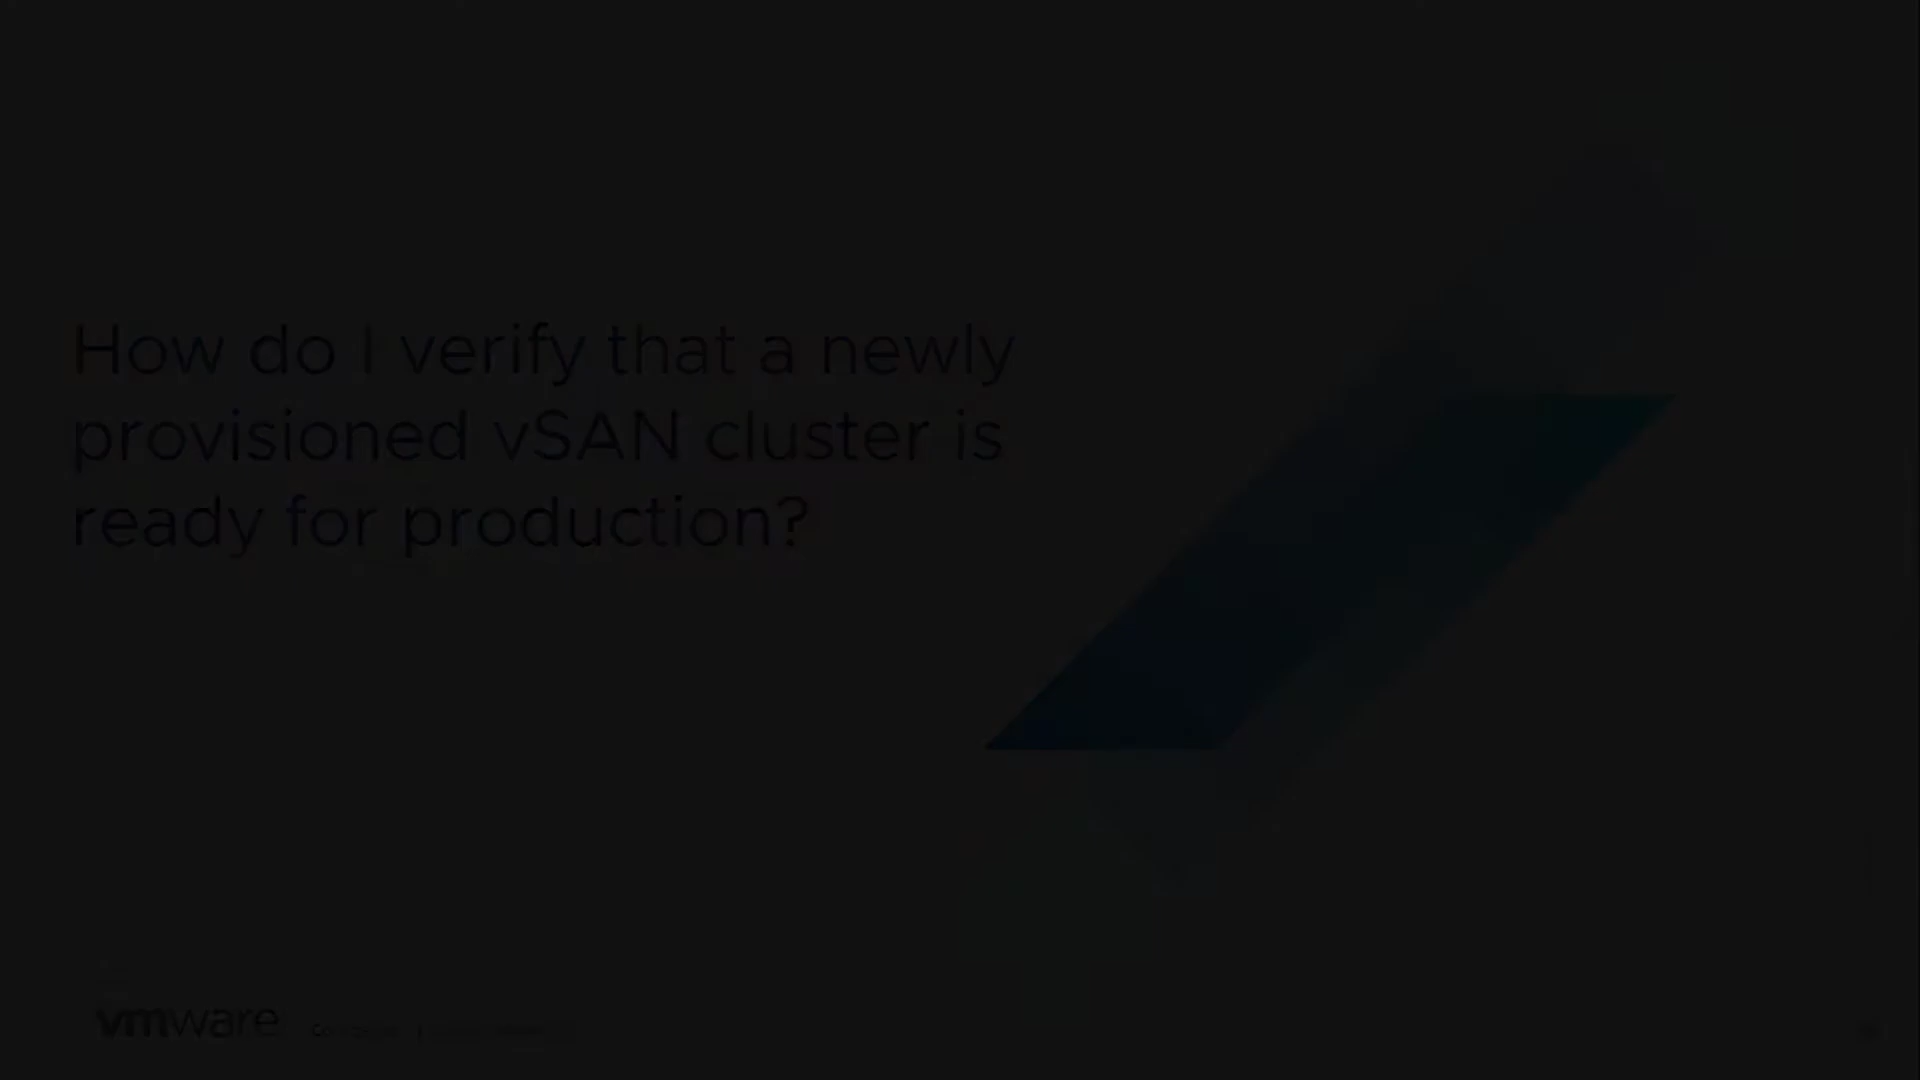 How do I verify that a newly
provisioned vSAN cluster is
ready for production?
vmware